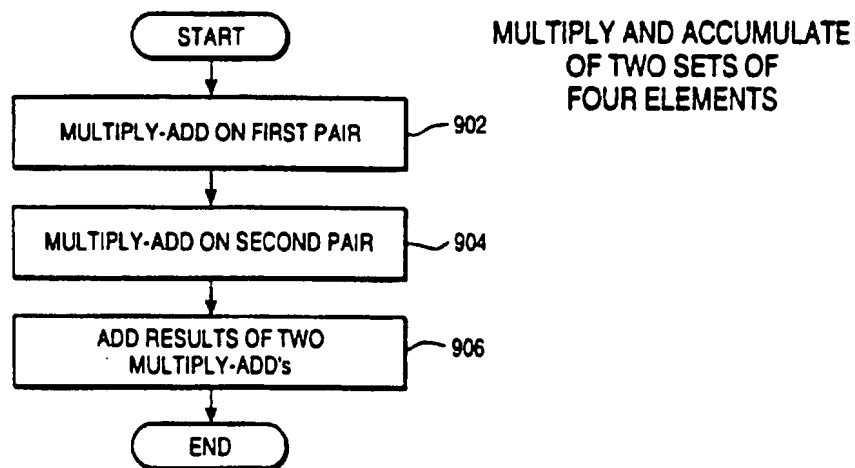 START
MULTIPLY AND ACCUMULATE
OF TWO SETS OF
FOUR ELEMENTS
MULTIPLY-ADD ON FIRST PAIR
902
MULTIPLY-ADD ON SECOND PAIR
904
ADD RESULTS OF TWO
MULTIPLY-ADD's
906
END